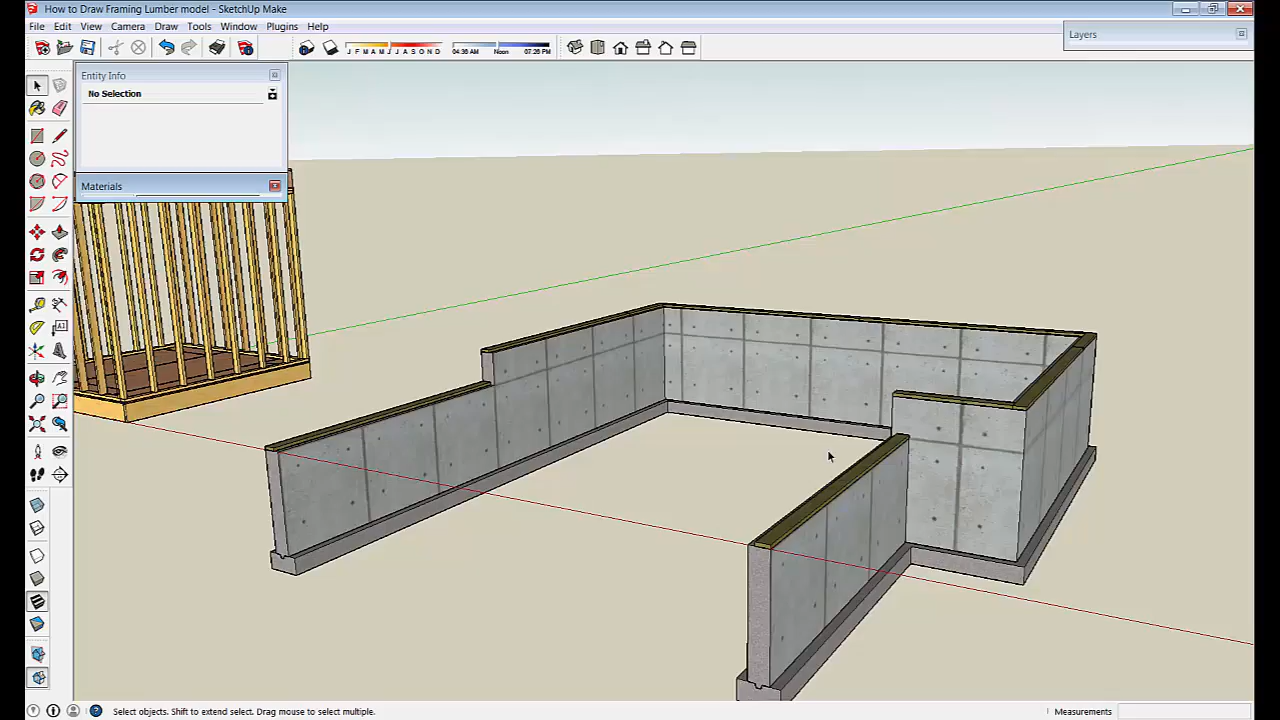 How to Draw Framing Lumber model - SketchUp Make
File Edit View Camera Draw Tools Window Plugins Help
Layers
J F M A M J J A S O N D
04:36 AM Noon 07:26 PM
Entity Info
No Selection
Materials
Select objects. Shift to extend select. Drag mouse to select multiple.
Measurements